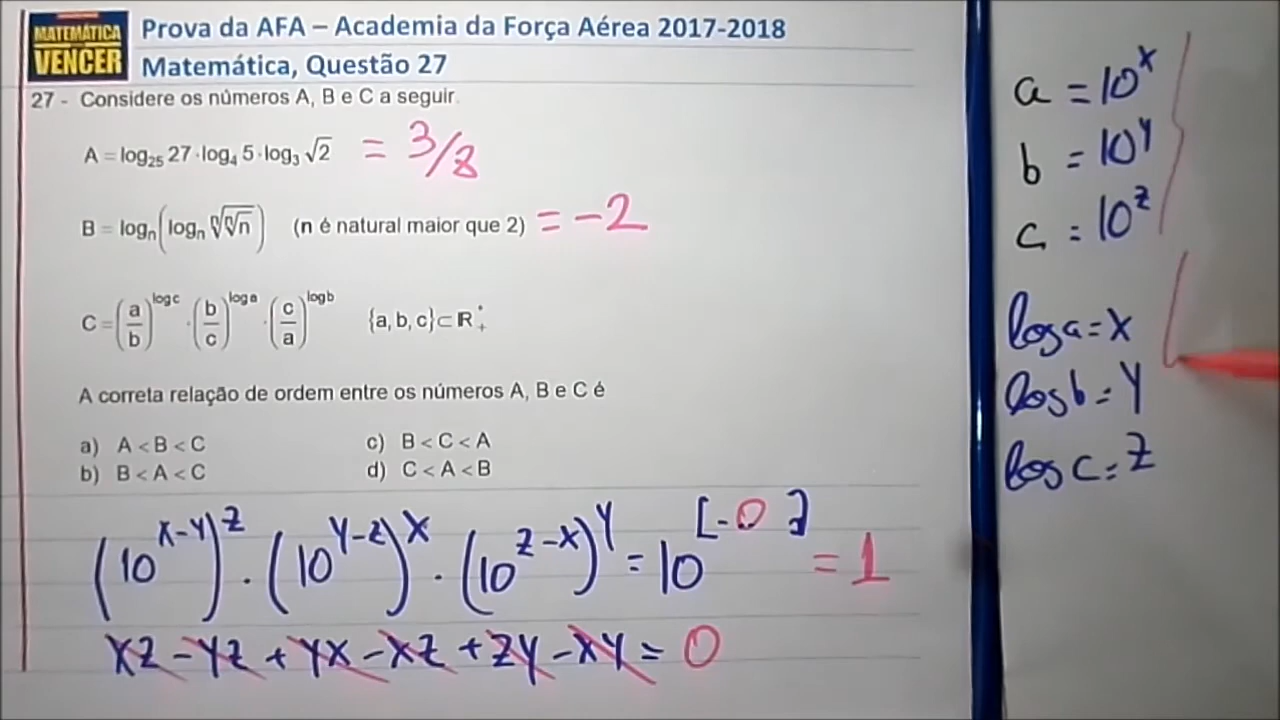 MATEMÁTICA
VENCER
Prova da AFA – Academia da Força Aérea 2017-2018
Matemática, Questão 27
27 - Considere os números A, B e C a seguir.
A = log₂₅ 27 · log₄ 5 · log₃ √2 = 3/8
B = logₙ(logₙ ⁿ√(ⁿ√n)) (n é natural maior que 2) = -2
C = (a/b)^(log c) · (b/c)^(log a) · (c/a)^(log b) {a, b, c} ⊂ ℝ₊*
A correta relação de ordem entre os números A, B e C é
a) A < B < C c) B < C < A
b) B < A < C d) C < A < B
(10^(x-y))^z · (10^(y-z))^x · (10^(z-x))^y = 10^[-0] = 1
xz - yz + yx - xz + zy - xy = 0
a = 10^x
b = 10^y
c = 10^z
log a = x
log b = y
log c = z